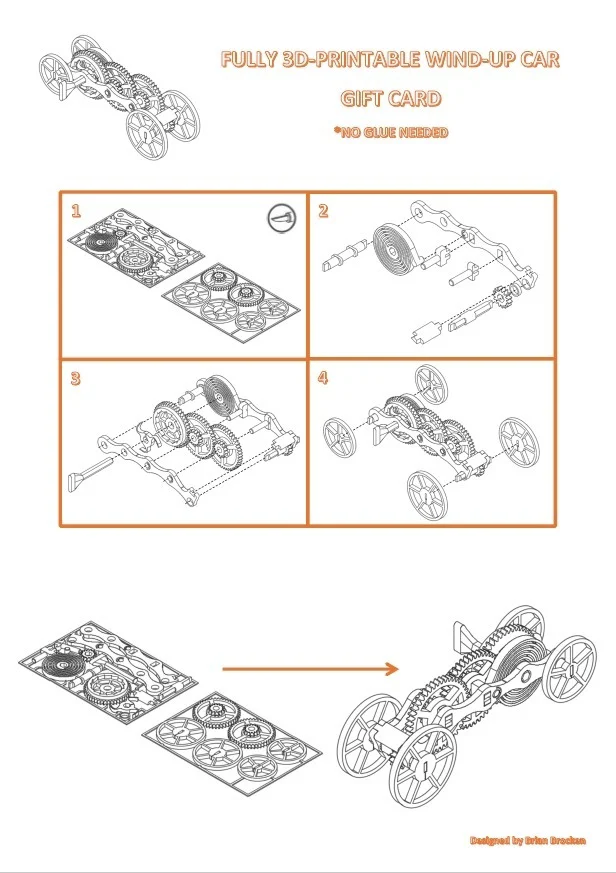 FULLY 3D-PRINTABLE WIND-UP CAR
GIFT CARD
*NO GLUE NEEDED
1
2
3
4
Designed by Brian Brocken